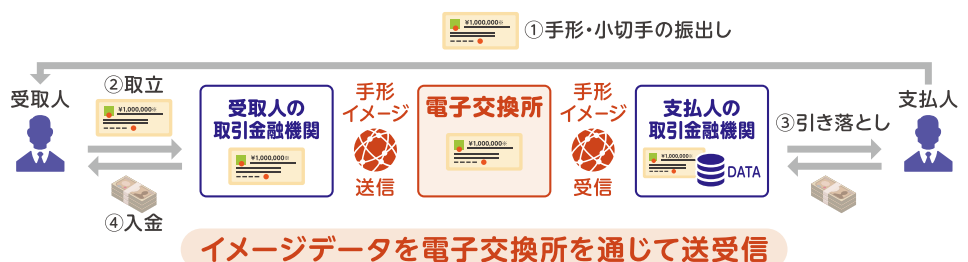 ¥1,000,000※
①手形・小切手の振出し
受取人
②取立
¥1,000,000※
④入金
受取人の
取引金融機関
¥1,000,000※
手形
イメージ
送信
電子交換所
¥1,000,000※
手形
イメージ
受信
支払人の
取引金融機関
¥1,000,000※
DATA
③引き落とし
支払人
イメージデータを電子交換所を通じて送受信